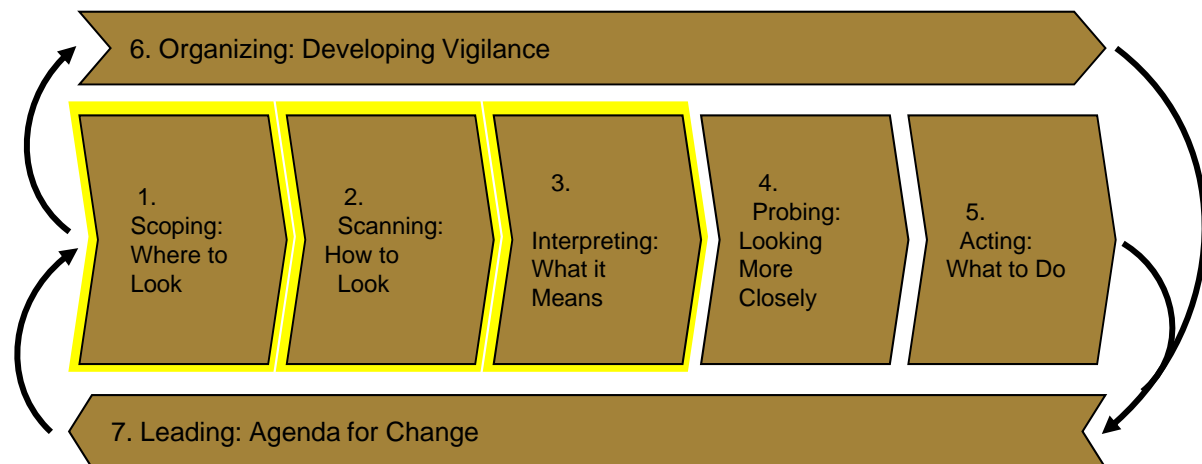 6. Organizing: Developing Vigilance
1.
Scoping:
Where to
Look
2.
Scanning:
How to
Look
3.
Interpreting:
What it
Means
4.
Probing:
Looking
More
Closely
5.
Acting:
What to Do
7. Leading: Agenda for Change